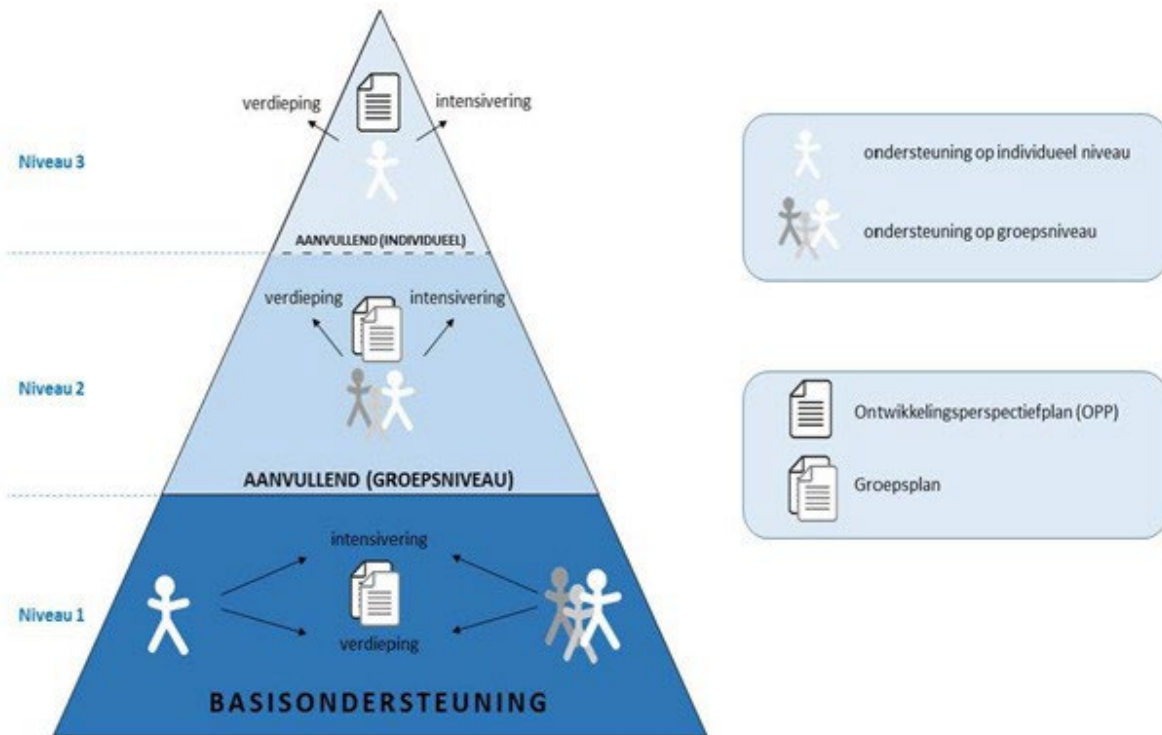 verdieping
intensivering
Niveau 3
AANVULLEND (INDIVIDUEEL)
verdieping
intensivering
Niveau 2
AANVULLEND (GROEPSNIVEAU)
intensivering
Niveau 1
verdieping
BASISONDERSTEUNING
ondersteuning op individueel niveau
ondersteuning op groepsniveau
Ontwikkelingsperspectiefplan (OPP)
Groepsplan